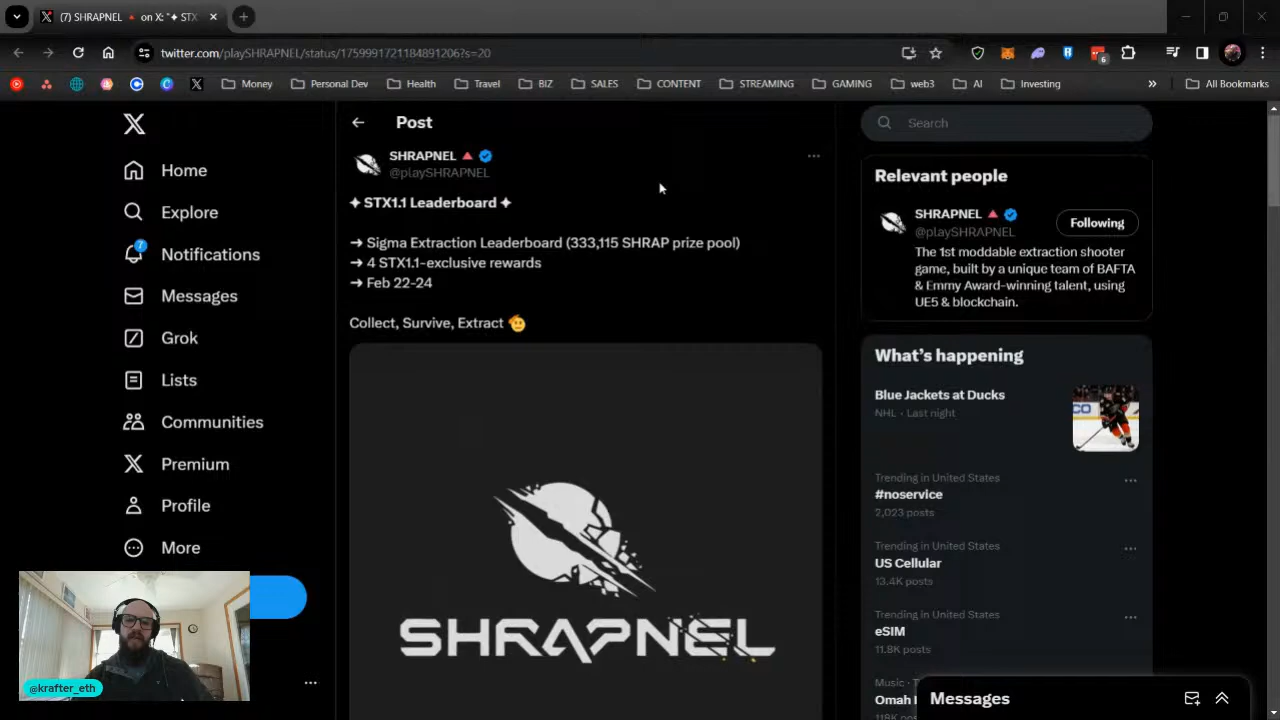 (7) SHRAPNEL 🔺 on X: "✦ STX
twitter.com/playSHRAPNEL/status/1759991721184891206?s=20
6
Money
Personal Dev
Health
Travel
BIZ
SALES
CONTENT
STREAMING
GAMING
web3
AI
Investing
»
All Bookmarks
Home
Explore
7
Notifications
Messages
Grok
Lists
Communities
Premium
Profile
More
@krafter_eth
Post
SHRAPNEL 🔺
@playSHRAPNEL
✦ STX1.1 Leaderboard ✦
➔ Sigma Extraction Leaderboard (333,115 SHRAP prize pool)
➔ 4 STX1.1-exclusive rewards
➔ Feb 22-24
Collect, Survive, Extract 🫡
SHRAPNEL
Search
Relevant people
SHRAPNEL 🔺
@playSHRAPNEL
Following
The 1st moddable extraction shooter
game, built by a unique team of BAFTA
& Emmy Award-winning talent, using
UE5 & blockchain.
What's happening
Blue Jackets at Ducks
NHL · Last night
Trending in United States
#noservice
2,023 posts
Trending in United States
US Cellular
13.4K posts
Trending in United States
eSIM
11.8K posts
Music ·
Omah
Messages